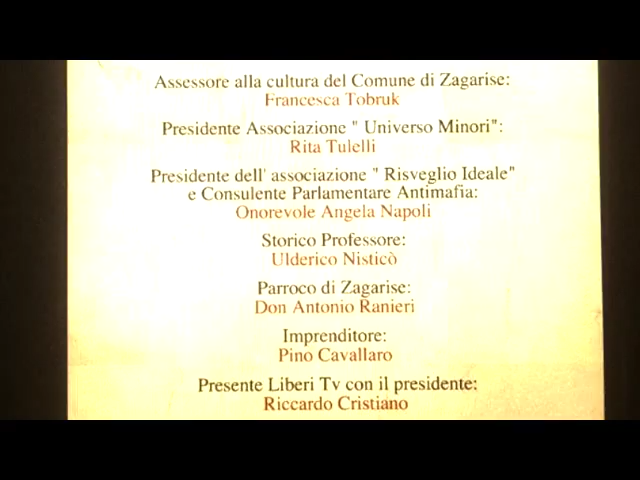 Assessore alla cultura del Comune di Zagarise:
Francesca Tobruk
Presidente Associazione " Universo Minori":
Rita Tulelli
Presidente dell' associazione " Risveglio Ideale"
e Consulente Parlamentare Antimafia:
Onorevole Angela Napoli
Storico Professore:
Ulderico Nisticò
Parroco di Zagarise:
Don Antonio Ranieri
Imprenditore:
Pino Cavallaro
Presente Liberi Tv con il presidente:
Riccardo Cristiano